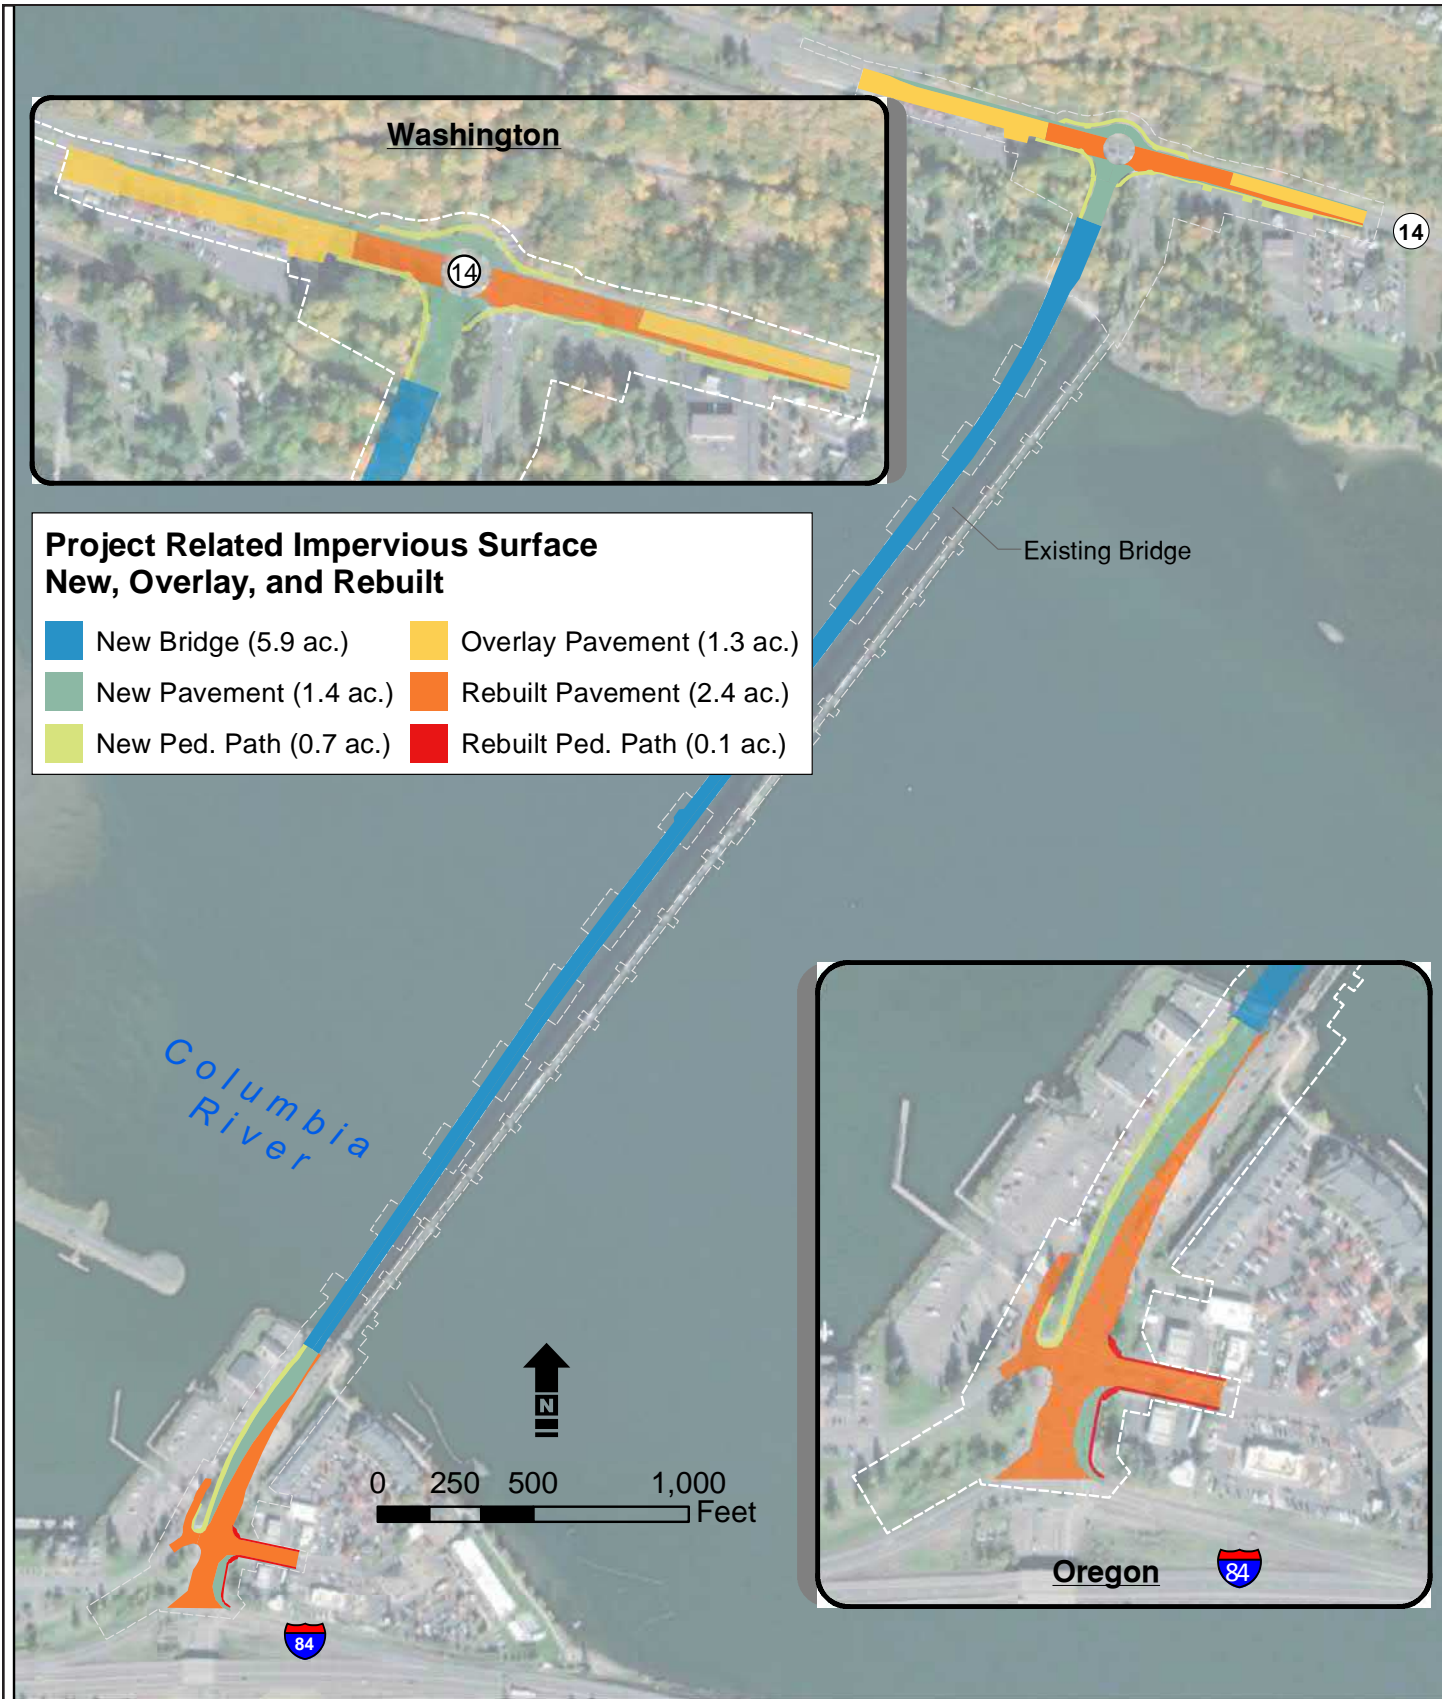 Washington
14
14
Project Related Impervious Surface
New, Overlay, and Rebuilt
New Bridge (5.9 ac.)
Overlay Pavement (1.3 ac.)
New Pavement (1.4 ac.)
Rebuilt Pavement (2.4 ac.)
New Ped. Path (0.7 ac.)
Rebuilt Ped. Path (0.1 ac.)
Existing Bridge
Columbia
River
N
0 250 500 1,000
Feet
Oregon
84
84